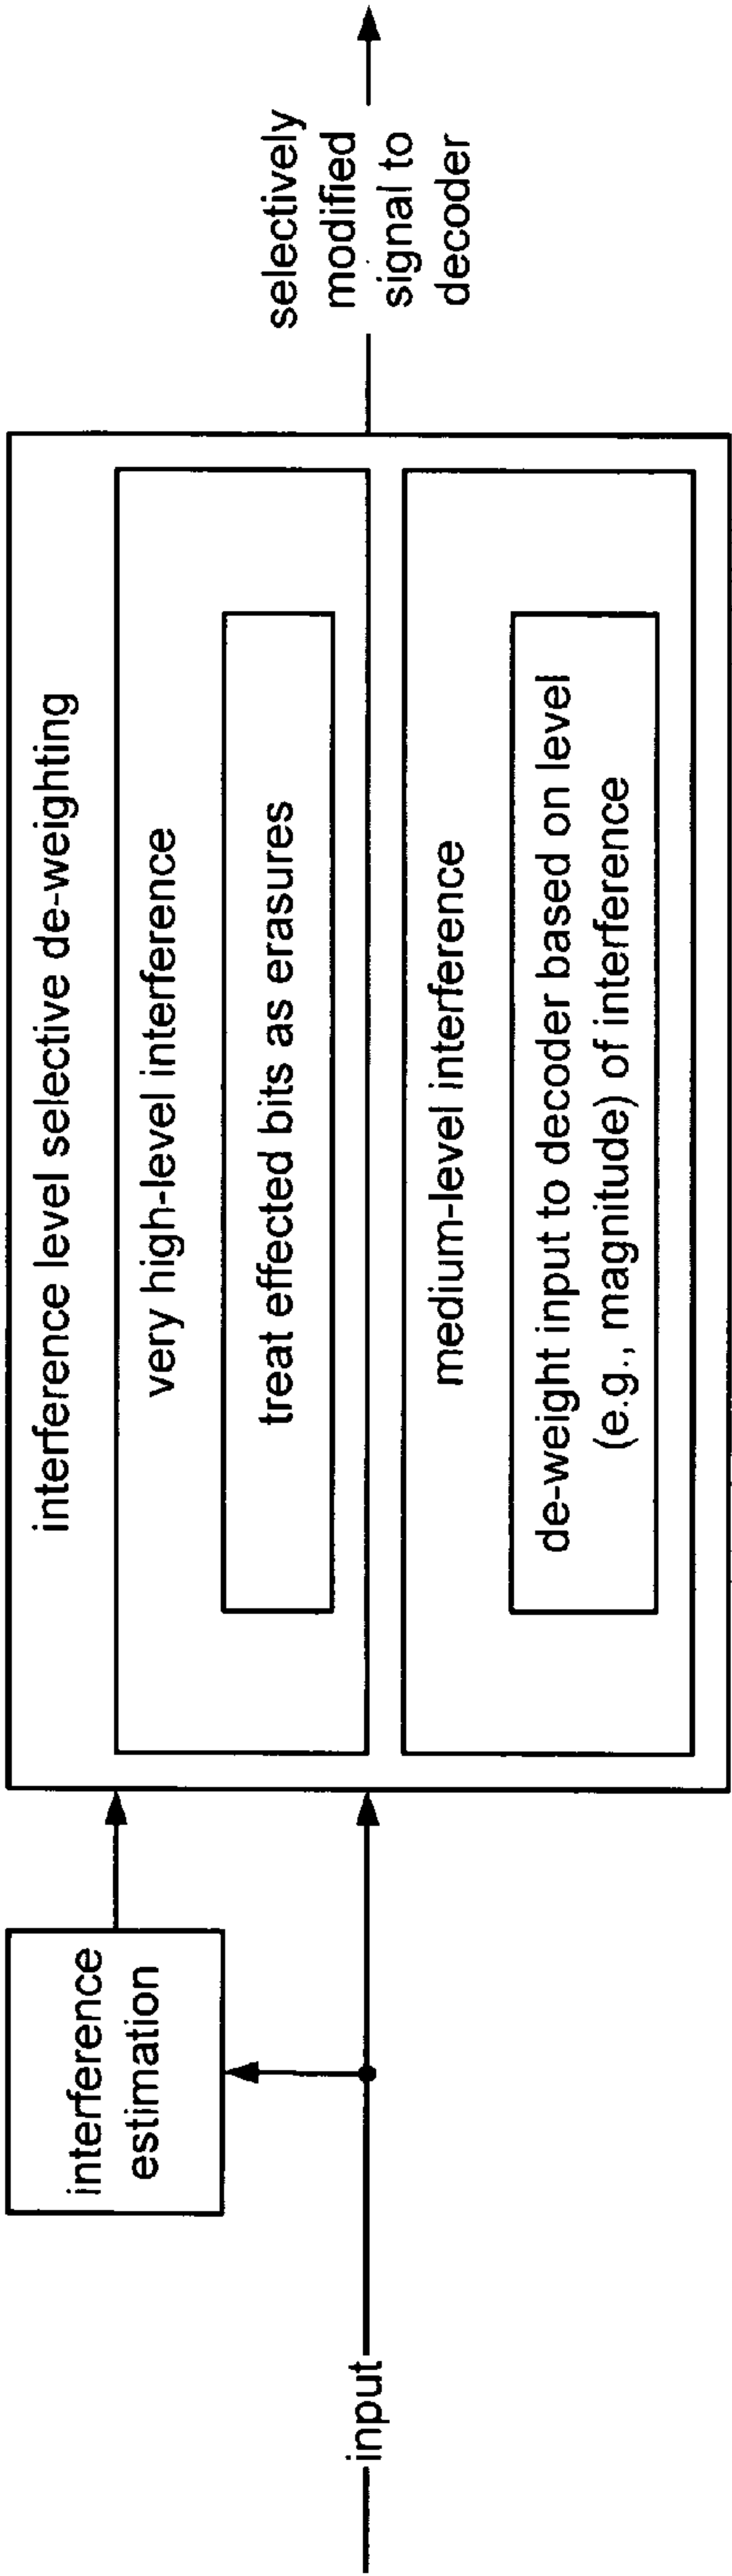 input
interference
estimation
interference level selective de-weighting
very high-level interference
treat effected bits as erasures
medium-level interference
de-weight input to decoder based on level
(e.g., magnitude) of interference
selectively
modified
signal to
decoder